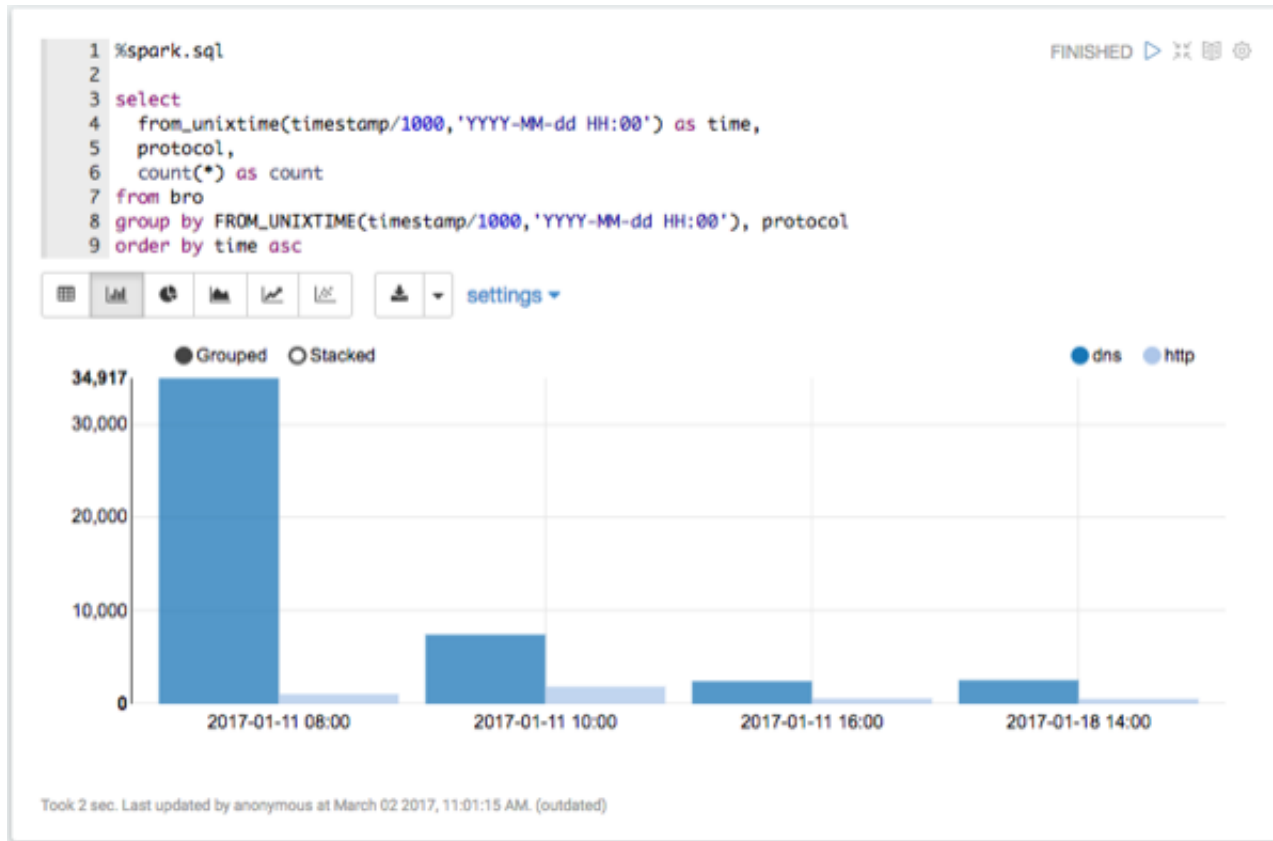 1 %spark.sql
FINISHED
2
3 select
4 from_unixtime(timestamp/1000,'YYYY-MM-dd HH:00') as time,
5 protocol,
6 count(*) as count
7 from bro
8 group by FROM_UNIXTIME(timestamp/1000,'YYYY-MM-dd HH:00'), protocol
9 order by time asc
settings
Grouped Stacked dns http
34,917
30,000
20,000
10,000
0
2017-01-11 08:00 2017-01-11 10:00 2017-01-11 16:00 2017-01-18 14:00
Took 2 sec. Last updated by anonymous at March 02 2017, 11:01:15 AM. (outdated)